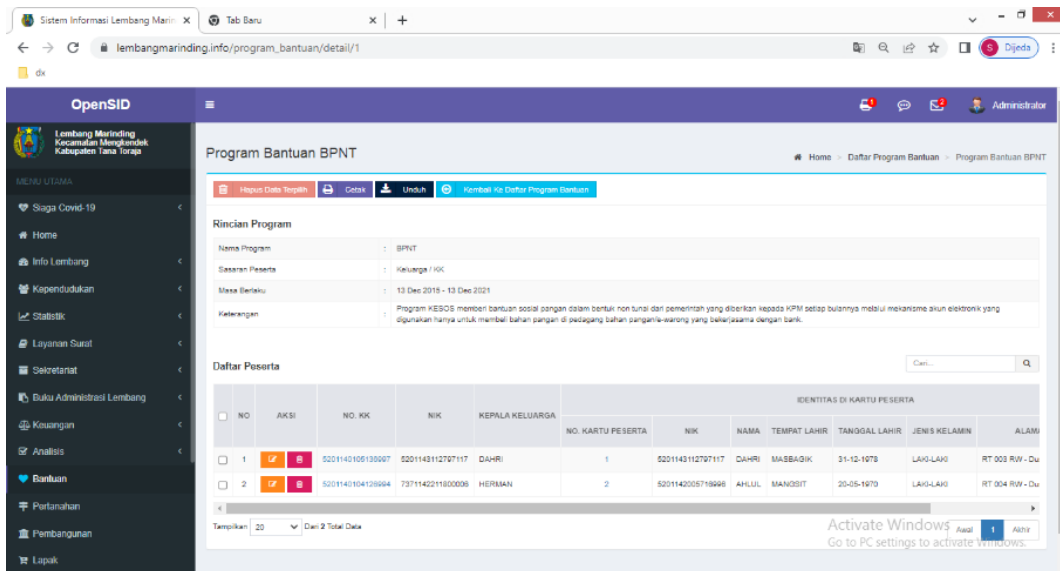 Sistem Informasi Lembang Marin
Tab Baru
lembangmarinding.info/program_bantuan/detail/1
S Dijeda
dx
OpenSID
Administrator
Lembang Marinding
Kecamatan Mengkendek
Kabupaten Tana Toraja
MENU UTAMA
Siaga Covid-19
Home
Info Lembang
Kependudukan
Statistik
Layanan Surat
Sekretariat
Buku Administrasi Lembang
Keuangan
Analisis
Bantuan
Pertanahan
Pembangunan
Lapak
Program Bantuan BPNT
Home > Daftar Program Bantuan > Program Bantuan BPNT
Hapus Data Terpilih Cetak Unduh Kembali Ke Daftar Program Bantuan
Rincian Program
Nama Program : BPNT
Sasaran Peserta : Keluarga / KK
Masa Berlaku : 13 Dec 2015 - 13 Dec 2021
Keterangan : Program KESOS memberi bantuan sosial pangan dalam bentuk non tunai dari pemerintah yang diberikan kepada KPM setiap bulannya melalui mekanisme akun elektronik yang
digunakan hanya untuk membeli bahan pangan di pedagang bahan pangan/e-warong yang bekerjasama dengan bank.
Daftar Peserta
Cari...
IDENTITAS DI KARTU PESERTA
NO AKSI NO. KK NIK KEPALA KELUARGA
NO. KARTU PESERTA NIK NAMA TEMPAT LAHIR TANGGAL LAHIR JENIS KELAMIN ALAM
1 5201140105136997 5201143112797117 DAHRI 1 5201143112797117 DAHRI MASBAGIK 31-12-1978 LAKI-LAKI RT 003 RW - Du
2 5201140104126994 7371142211800006 HERMAN 2 5201142005716996 AHLUL MANGSIT 20-05-1970 LAKI-LAKI RT 004 RW - Du
Tampilkan 20 Dari 2 Total Data
Awal 1 Akhir
Activate Windows
Go to PC settings to activate Windows.